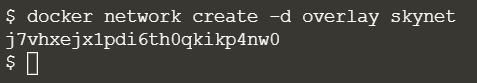 $ docker network create -d overlay skynet
j7vhxejx1pdi6th0qkikp4nw0
$